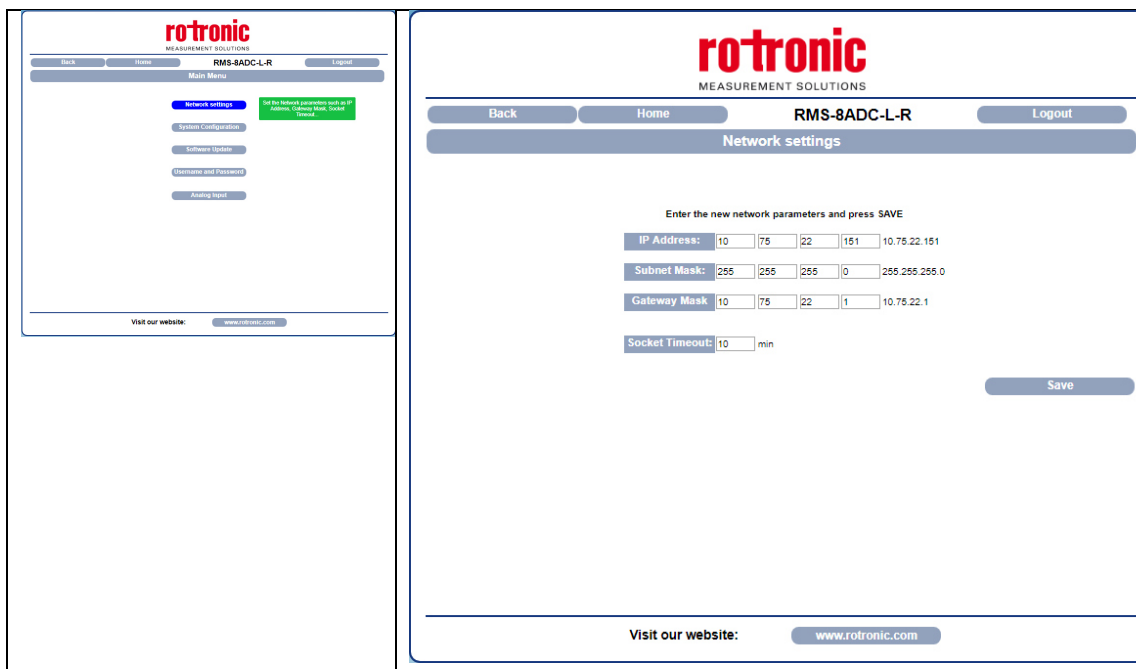 rotronic
MEASUREMENT SOLUTIONS
Back Home RMS-8ADC-L-R Logout
Main Menu
Network settings
Set the Network parameters such as IP
Address, Gateway Mask, Socket
Timeout...
System Configuration
Software Update
Username and Password
Analog Input
Visit our website: www.rotronic.com
rotronic
MEASUREMENT SOLUTIONS
Back Home RMS-8ADC-L-R Logout
Network settings
Enter the new network parameters and press SAVE
IP Address: 10 75 22 151 10.75.22.151
Subnet Mask: 255 255 255 0 255.255.255.0
Gateway Mask 10 75 22 1 10.75.22.1
Socket Timeout: 10 min
Save
Visit our website: www.rotronic.com